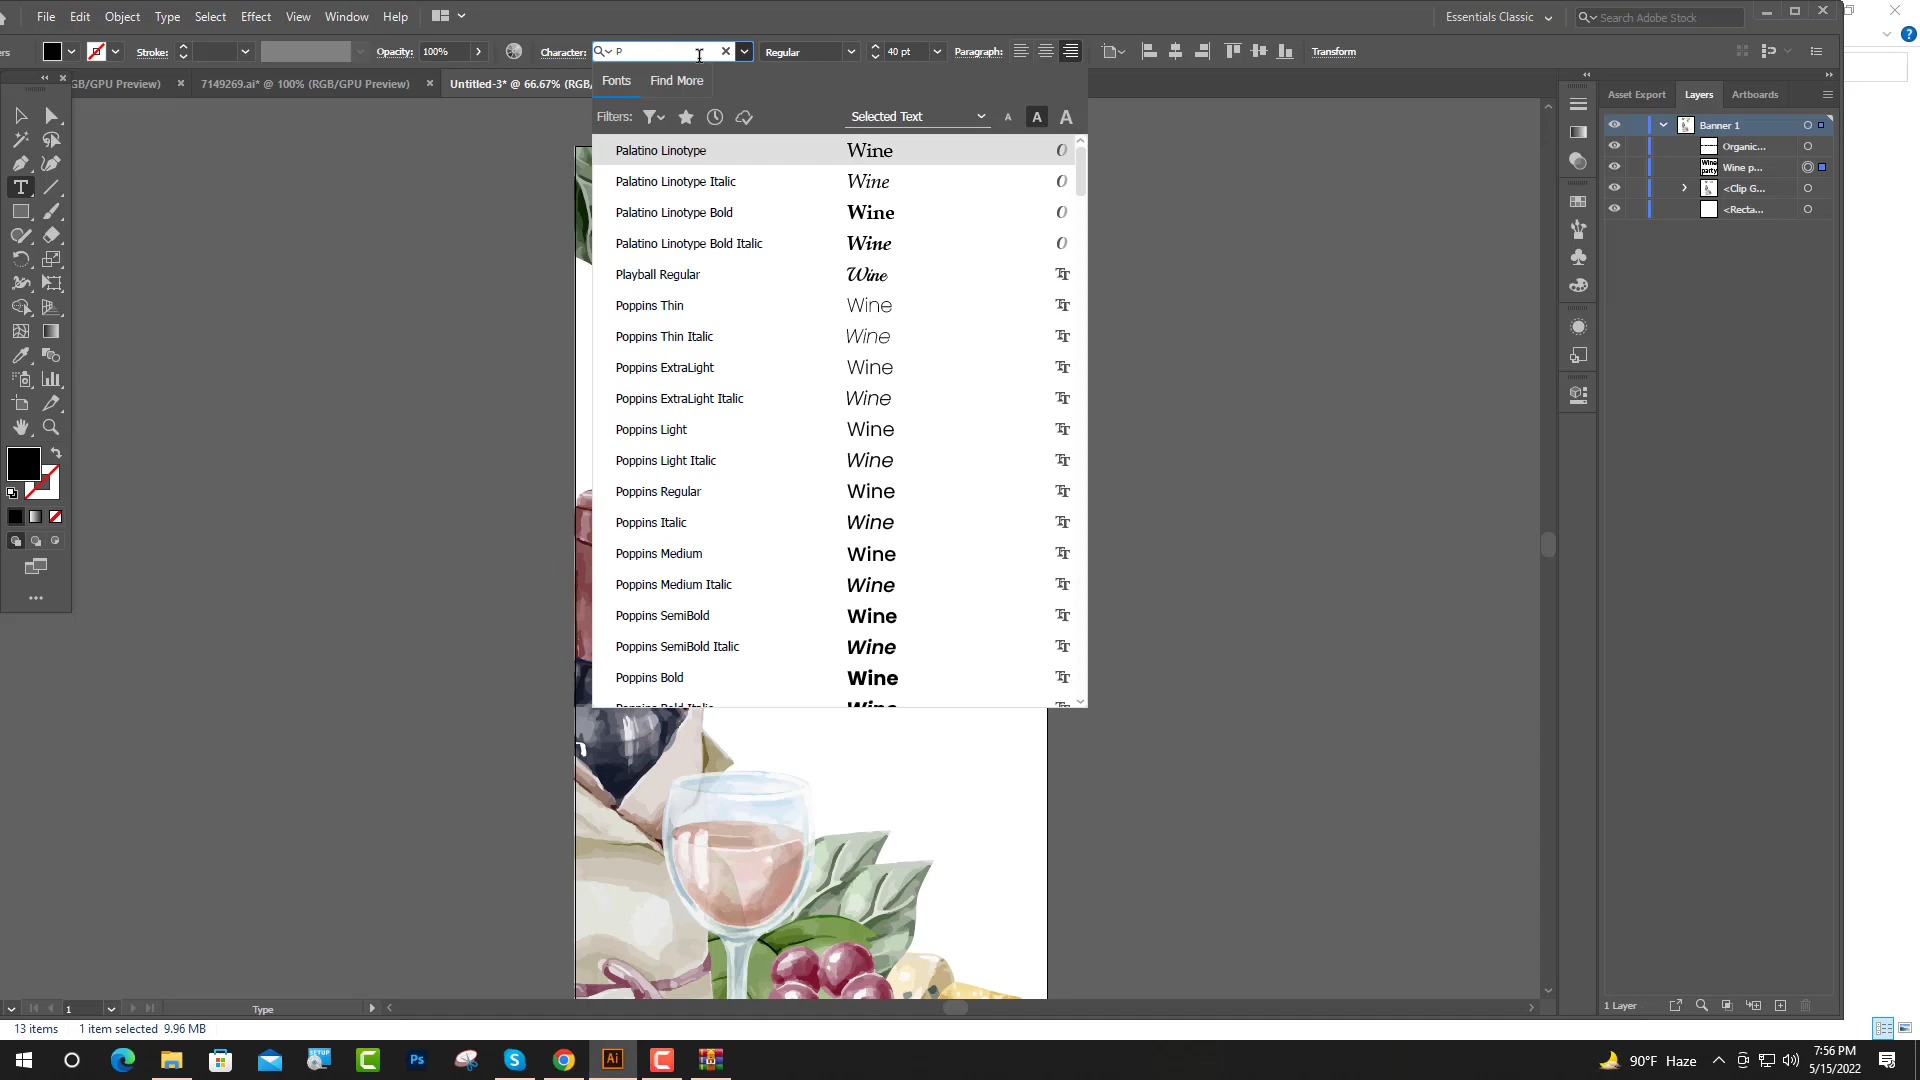 File Edit Object Type Select Effect View Window Help
Essentials Classic
Search Adobe Stock
Stroke: Opacity: 100% Character: P Regular 40 pt Paragraph: Transform
GB/GPU Preview) × 7149269.ai* @ 100% (RGB/GPU Preview) × Untitled-3* @ 66.67% (RGB/
Fonts Find More
Filters: Selected Text A A A
Palatino Linotype Wine
Palatino Linotype Italic Wine
Palatino Linotype Bold Wine
Palatino Linotype Bold Italic Wine
Playball Regular Wine
Poppins Thin Wine
Poppins Thin Italic Wine
Poppins ExtraLight Wine
Poppins ExtraLight Italic Wine
Poppins Light Wine
Poppins Light Italic Wine
Poppins Regular Wine
Poppins Italic Wine
Poppins Medium Wine
Poppins Medium Italic Wine
Poppins SemiBold Wine
Poppins SemiBold Italic Wine
Poppins Bold Wine
Asset Export Layers Artboards
Banner 1
Organic...
Wine p...
<Clip G...
<Recta...
1 Layer
1 Type
13 items 1 item selected 9.96 MB
90°F Haze
7:56 PM
5/15/2022